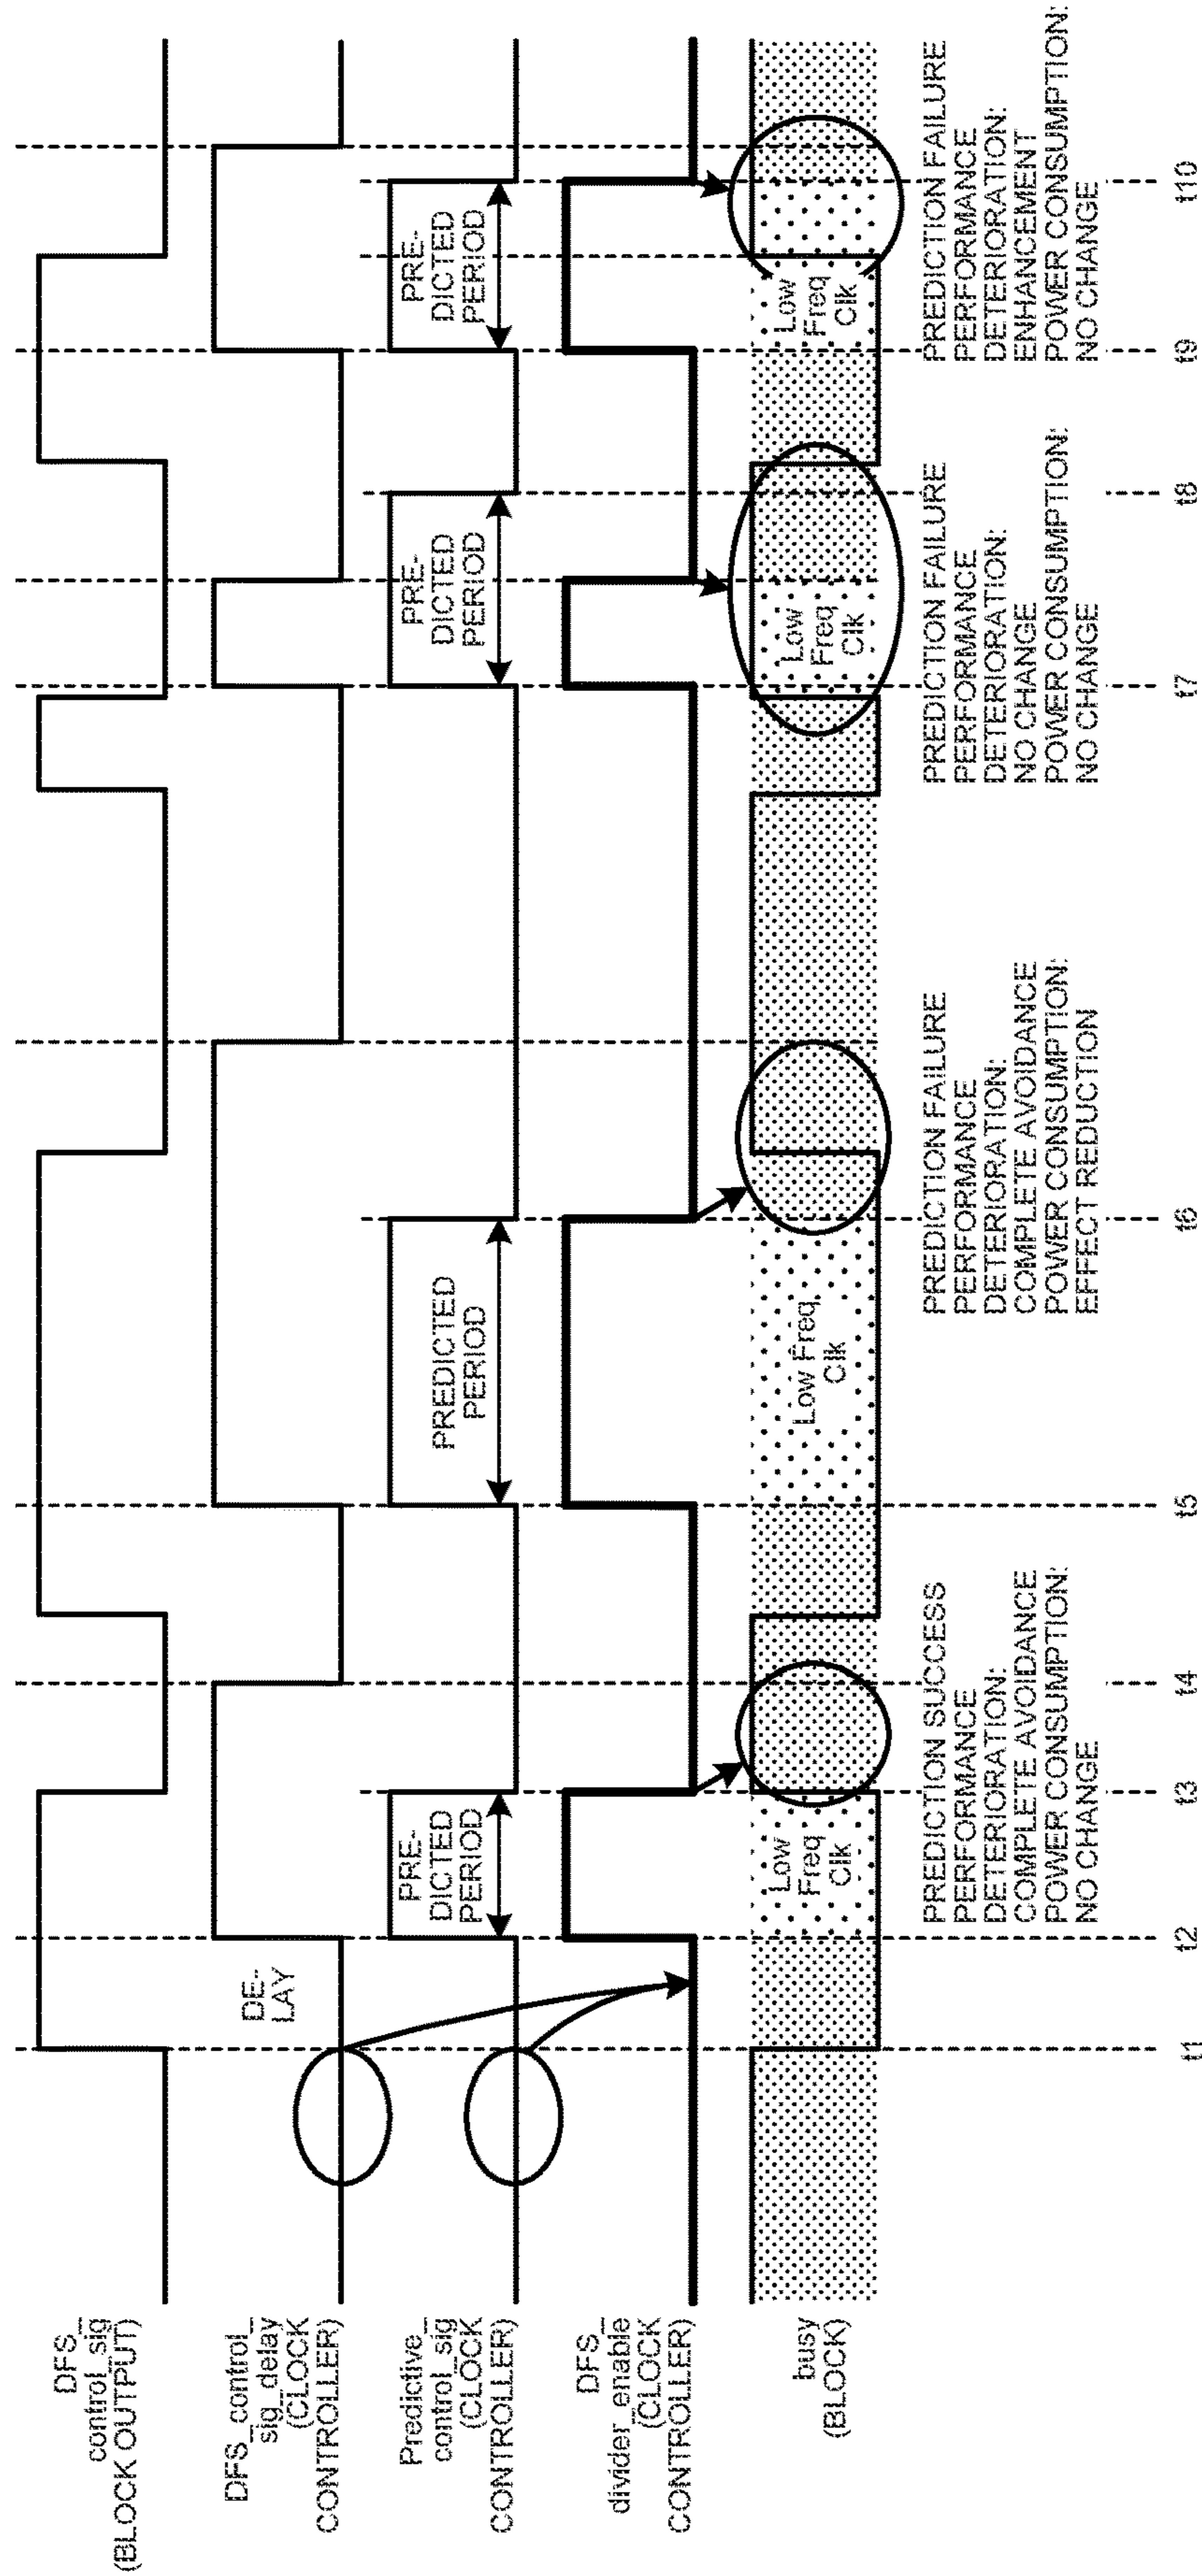 DFS_
control_sig
(BLOCK OUTPUT)
DFS_control_
sig_delay
(CLOCK
CONTROLLER)
DE-
LAY
Predictive_
control_sig
(CLOCK
CONTROLLER)
PRE-
DICTED
PERIOD
PREDICTED
PERIOD
PRE-
DICTED
PERIOD
PRE-
DICTED
PERIOD
DFS_
divider_enable
(CLOCK
CONTROLLER)
busy
(BLOCK)
Low
Freq
Clk
Low Freq
Clk
Low
Freq
Clk
Low
Freq
Clk
PREDICTION SUCCESS
PERFORMANCE
DETERIORATION:
COMPLETE AVOIDANCE
POWER CONSUMPTION:
NO CHANGE
PREDICTION FAILURE
PERFORMANCE
DETERIORATION:
COMPLETE AVOIDANCE
POWER CONSUMPTION:
EFFECT REDUCTION
PREDICTION FAILURE
PERFORMANCE
DETERIORATION:
NO CHANGE
POWER CONSUMPTION:
NO CHANGE
PREDICTION FAILURE
PERFORMANCE
DETERIORATION:
ENHANCEMENT
POWER CONSUMPTION:
NO CHANGE
t1 t2 t3 t4 t5 t6 t7 t8 t9 t10